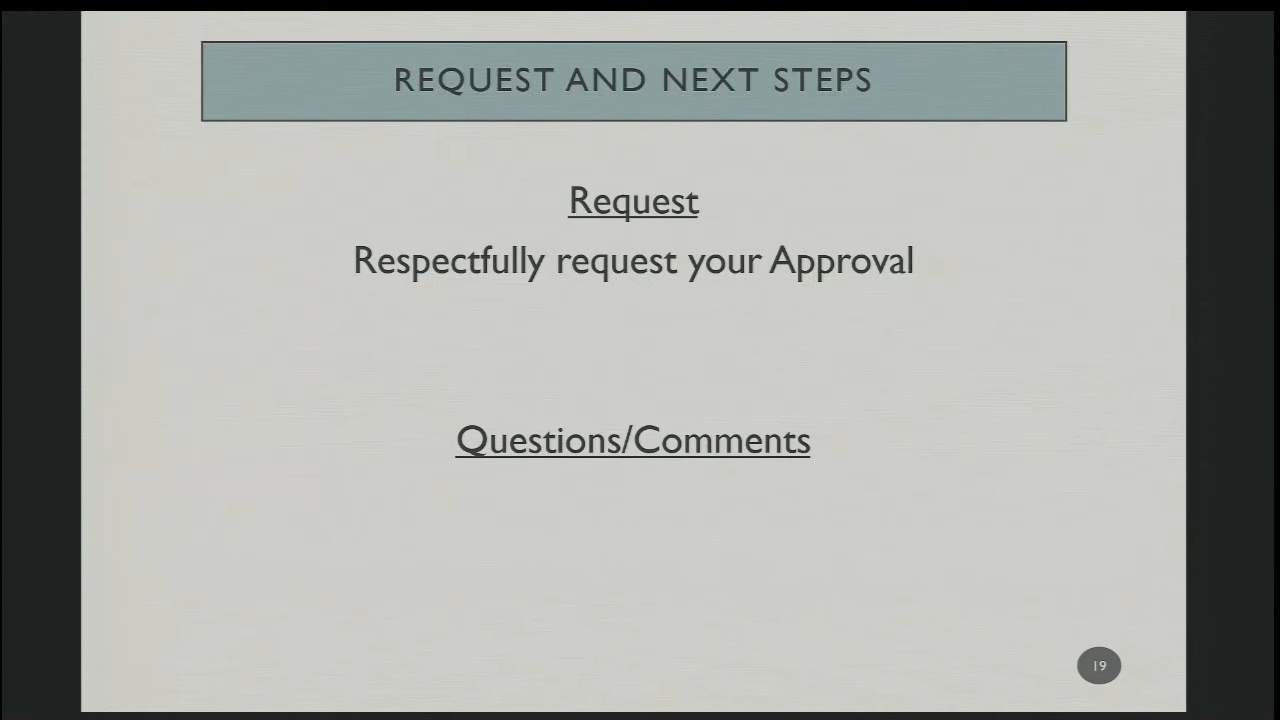 REQUEST AND NEXT STEPS
Request
Respectfully request your Approval
Questions/Comments
19